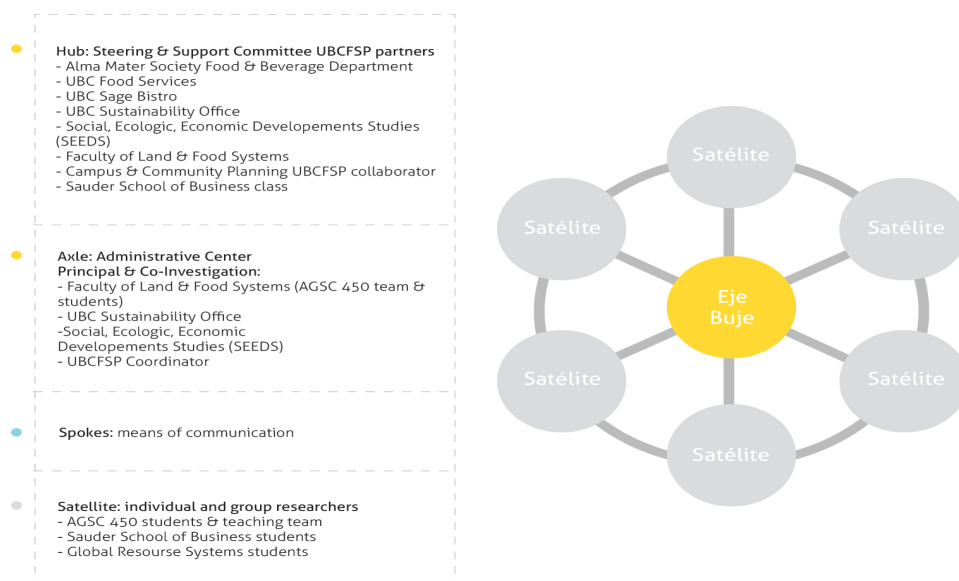 Hub: Steering & Support Committee UBCFSP partners
- Alma Mater Society Food & Beverage Department
- UBC Food Services
- UBC Sage Bistro
- UBC Sustainability Office
- Social, Ecologic, Economic Developements Studies
(SEEDS)
- Faculty of Land & Food Systems
- Campus & Community Planning UBCFSP collaborator
- Sauder School of Business class
Axle: Administrative Center
Principal & Co-Investigation:
- Faculty of Land & Food Systems (AGSC 450 team &
students)
- UBC Sustainability Office
-Social, Ecologic, Economic
Developements Studies (SEEDS)
- UBCFSP Coordinator
Spokes: means of communication
Satellite: individual and group researchers
- AGSC 450 students & teaching team
- Sauder School of Business students
- Global Resourse Systems students
Satélite
Satélite
Satélite
Eje
Buje
Satélite
Satélite
Satélite